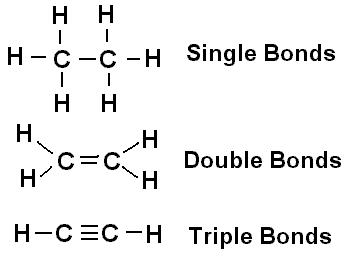 H H
H – C – C – H Single Bonds
H H
H H
C = C Double Bonds
H H
H – C ≡ C – H Triple Bonds